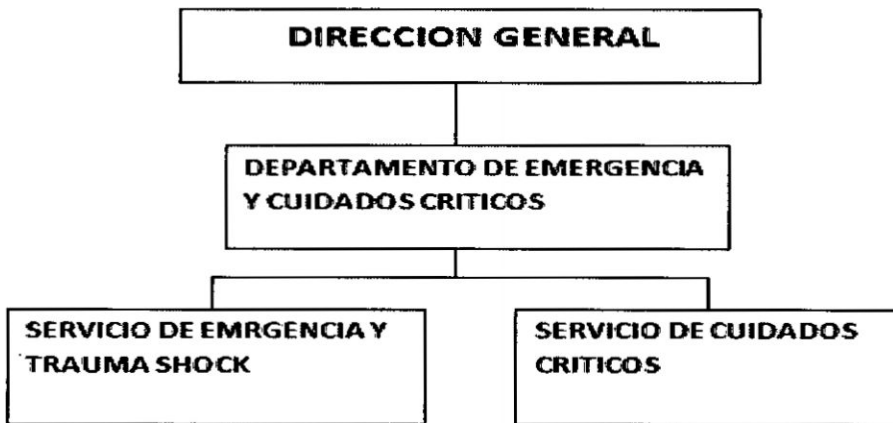 DIRECCION GENERAL
DEPARTAMENTO DE EMERGENCIA
Y CUIDADOS CRITICOS
SERVICIO DE EMRGENCIA Y
TRAUMA SHOCK
SERVICIO DE CUIDADOS
CRITICOS